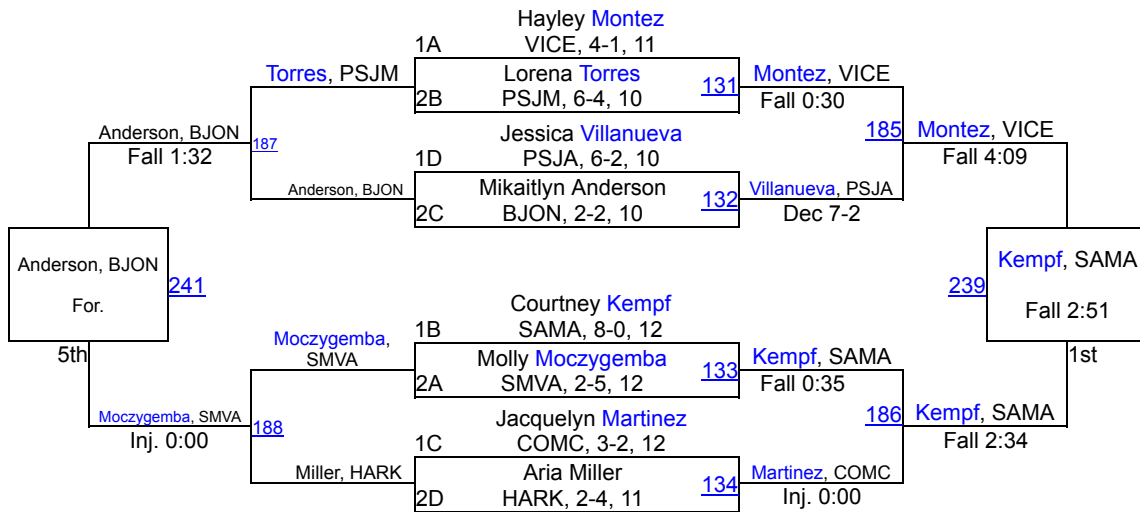 Hayley Montez
1A
VICE, 4-1, 11
Torres, PSJM
Lorena Torres
131
Montez, VICE
2B
PSJM, 6-4, 10
Fall 0:30
Anderson, BJON
187
Jessica Villanueva
185
Montez, VICE
Fall 1:32
1D
PSJA, 6-2, 10
Fall 4:09
Anderson, BJON
Mikaitlyn Anderson
132
Villanueva, PSJA
2C
BJON, 2-2, 10
Dec 7-2
Anderson, BJON
For.
241
5th
239
Kempf, SAMA
Fall 2:51
1st
Courtney Kempf
1B
SAMA, 8-0, 12
Moczygemba,
SMVA
Molly Moczygemba
133
Kempf, SAMA
2A
SMVA, 2-5, 12
Fall 0:35
Moczygemba, SMVA
188
Jacquelyn Martinez
186
Kempf, SAMA
Inj. 0:00
1C
COMC, 3-2, 12
Fall 2:34
Miller, HARK
Aria Miller
134
Martinez, COMC
2D
HARK, 2-4, 11
Inj. 0:00